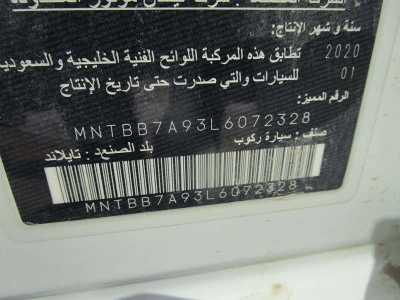 سنة و شهر الإنتاج:
2020 تطابق هذه المركبة اللوائح الفنية الخليجية و السعودية
01 للسيارات والتي صدرت حتى تاريخ الإنتاج
الرقم المميز:
MNTBB7A93L6072328
صنف: سيارة ركوب بلد الصنع: تايلاند
MNTBB7A93L6072328